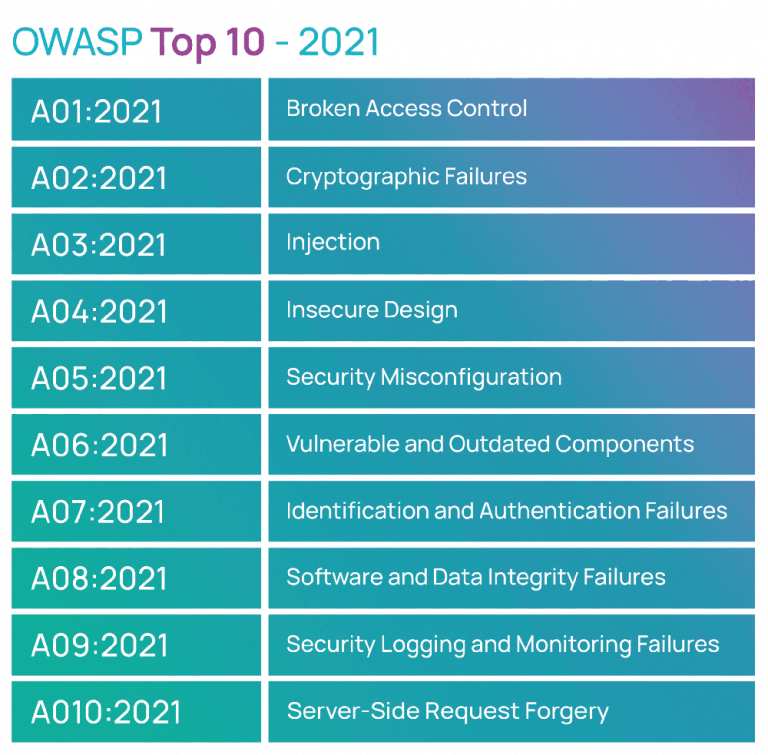 OWASP Top 10 - 2021
A01:2021 Broken Access Control
A02:2021 Cryptographic Failures
A03:2021 Injection
A04:2021 Insecure Design
A05:2021 Security Misconfiguration
A06:2021 Vulnerable and Outdated Components
A07:2021 Identification and Authentication Failures
A08:2021 Software and Data Integrity Failures
A09:2021 Security Logging and Monitoring Failures
A010:2021 Server-Side Request Forgery